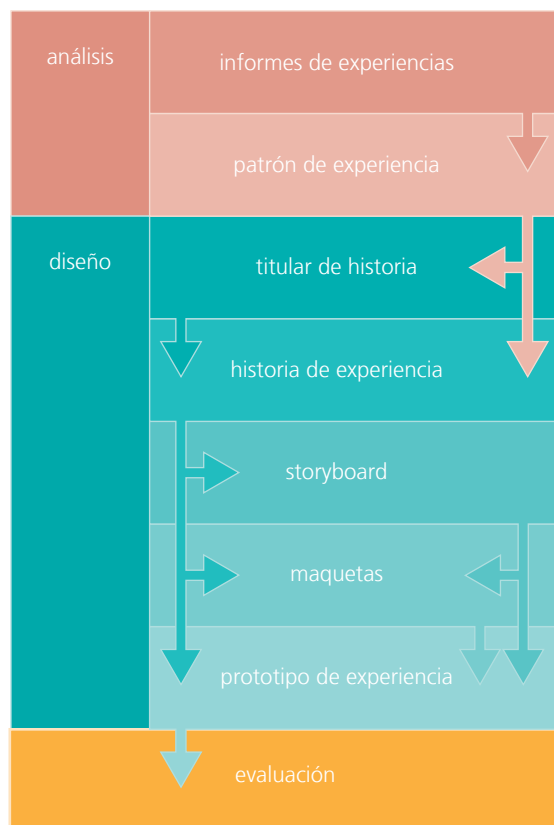 análisis
informes de experiencias
patrón de experiencia
diseño
titular de historia
historia de experiencia
storyboard
maquetas
prototipo de experiencia
evaluación